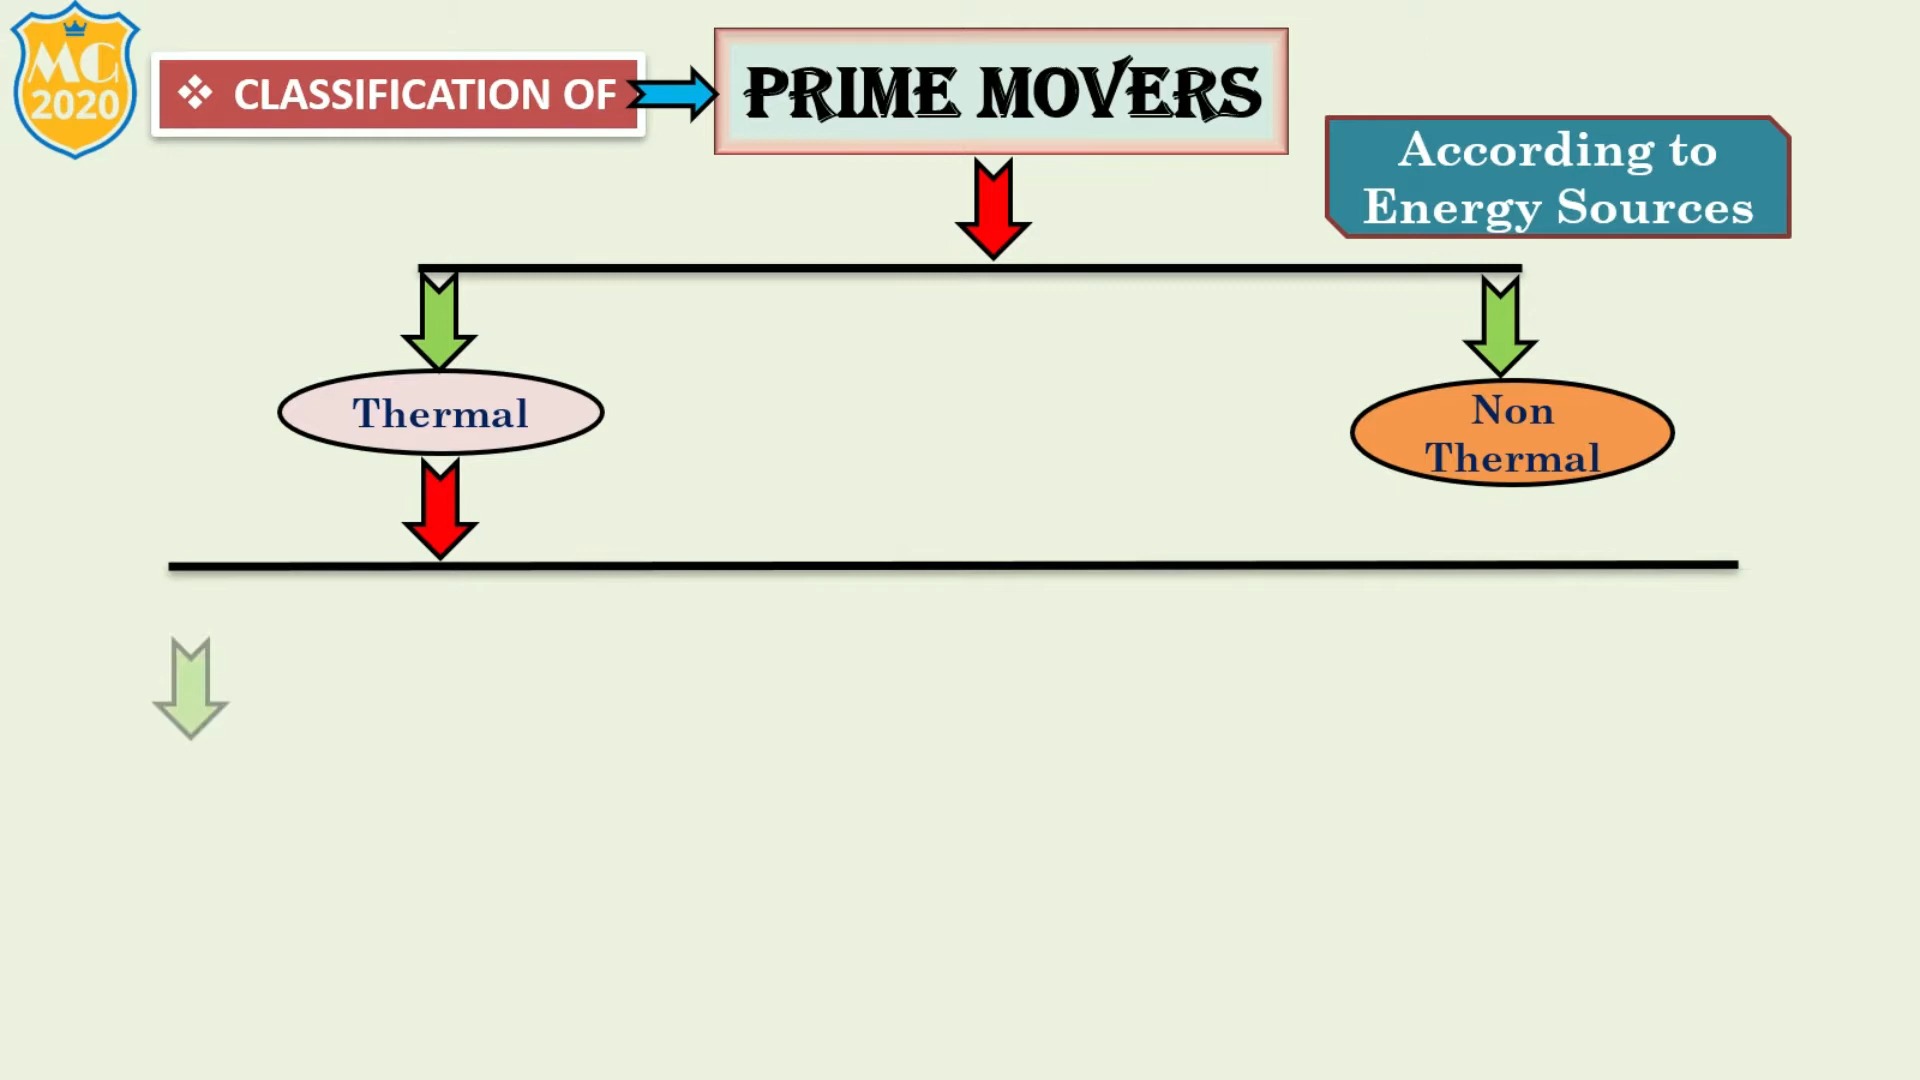 MC
2020
❖ CLASSIFICATION OF
PRIME MOVERS
According to
Energy Sources
Thermal
Non
Thermal